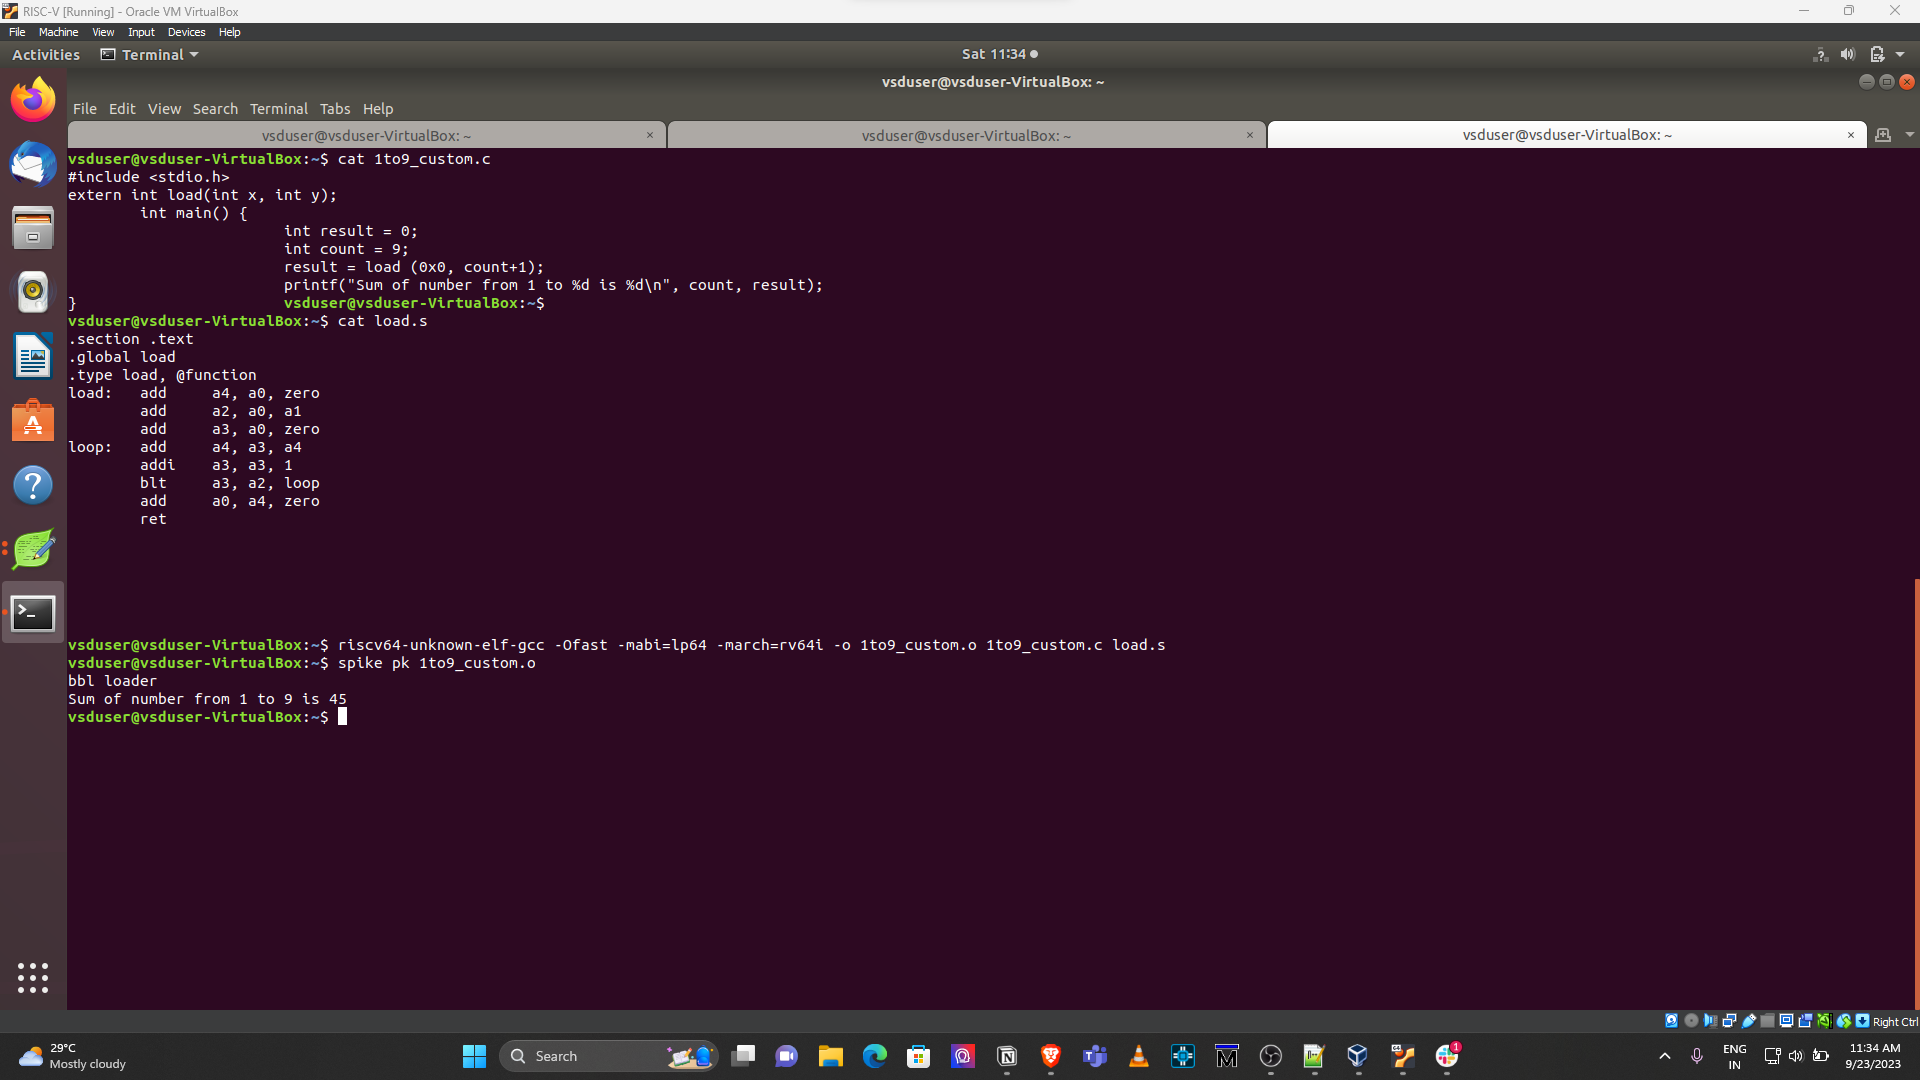 RISC-V [Running] - Oracle VM VirtualBox
File Machine View Input Devices Help
Activities Terminal Sat 11:34
vsduser@vsduser-VirtualBox: ~
File Edit View Search Terminal Tabs Help
vsduser@vsduser-VirtualBox: ~ × vsduser@vsduser-VirtualBox: ~ × vsduser@vsduser-VirtualBox: ~ ×
vsduser@vsduser-VirtualBox:~$ cat 1to9_custom.c
#include <stdio.h>
extern int load(int x, int y);
int main() {
int result = 0;
int count = 9;
result = load (0x0, count+1);
printf("Sum of number from 1 to %d is %d\n", count, result);
} vsduser@vsduser-VirtualBox:~$
vsduser@vsduser-VirtualBox:~$ cat load.s
.section .text
.global load
.type load, @function
load: add a4, a0, zero
add a2, a0, a1
add a3, a0, zero
loop: add a4, a3, a4
addi a3, a3, 1
blt a3, a2, loop
add a0, a4, zero
ret
vsduser@vsduser-VirtualBox:~$ riscv64-unknown-elf-gcc -Ofast -mabi=lp64 -march=rv64i -o 1to9_custom.o 1to9_custom.c load.s
vsduser@vsduser-VirtualBox:~$ spike pk 1to9_custom.o
bbl loader
Sum of number from 1 to 9 is 45
vsduser@vsduser-VirtualBox:~$
Right Ctrl
29°C
Mostly cloudy
Search
1
ENG
IN
11:34 AM
9/23/2023